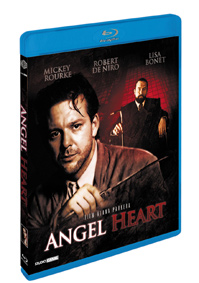 MICKEY ROURKE
ROBERT DE NIRO
LISA BONET
FILM ALANA PARKERA
ANGEL HEART
ANGEL HEART